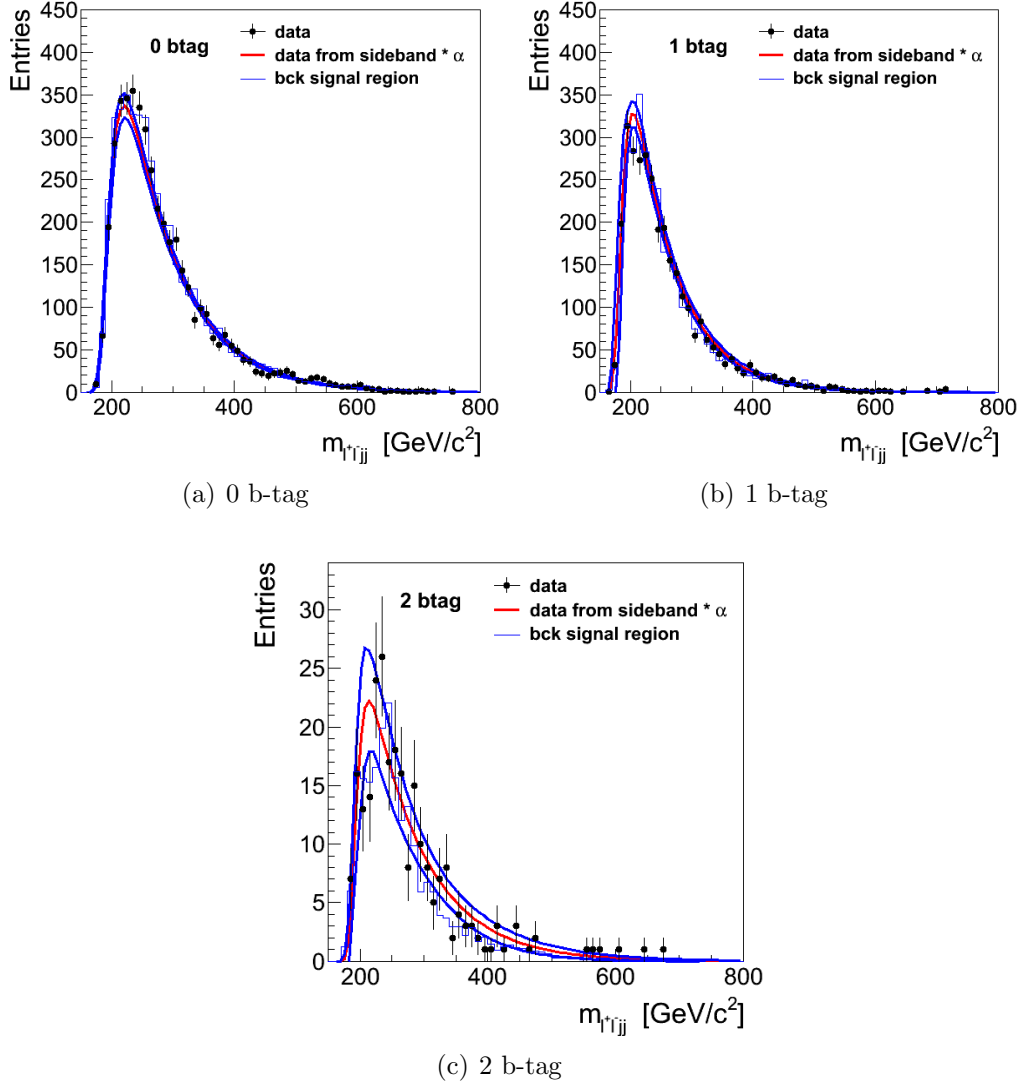 Entries
450
400
350
300
250
200
150
100
50
0
0 btag
data
data from sideband * α
bck signal region
200 400 600 800
m_{l⁺l⁻jj} [GeV/c²]
(a) 0 b-tag
Entries
450
400
350
300
250
200
150
100
50
0
1 btag
data
data from sideband * α
bck signal region
200 400 600 800
m_{l⁺l⁻jj} [GeV/c²]
(b) 1 b-tag
Entries
30
25
20
15
10
5
0
2 btag
data
data from sideband * α
bck signal region
200 400 600 800
m_{l⁺l⁻jj} [GeV/c²]
(c) 2 b-tag